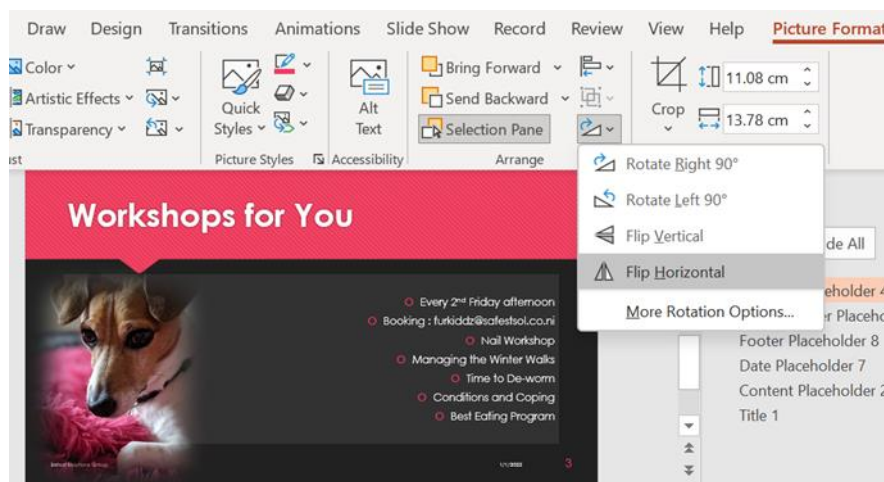 Draw Design Transitions Animations Slide Show Record Review View Help Picture Format
Color
Artistic Effects
Transparency
Quick
Styles
Alt
Text
Bring Forward
Send Backward
Selection Pane
Crop
11.08 cm
13.78 cm
ust
Picture Styles
Accessibility
Arrange
Rotate Right 90°
Rotate Left 90°
Flip Vertical
Flip Horizontal
More Rotation Options...
de All
eholder 4
er Placeho
Footer Placeholder 8
Date Placeholder 7
Content Placeholder 2
Title 1
Workshops for You
Every 2nd Friday afternoon
Booking : furkiddz@safestsol.co.ni
Nail Workshop
Managing the Winter Walks
Time to De-worm
Conditions and Coping
Best Eating Program
1/1/2023
3